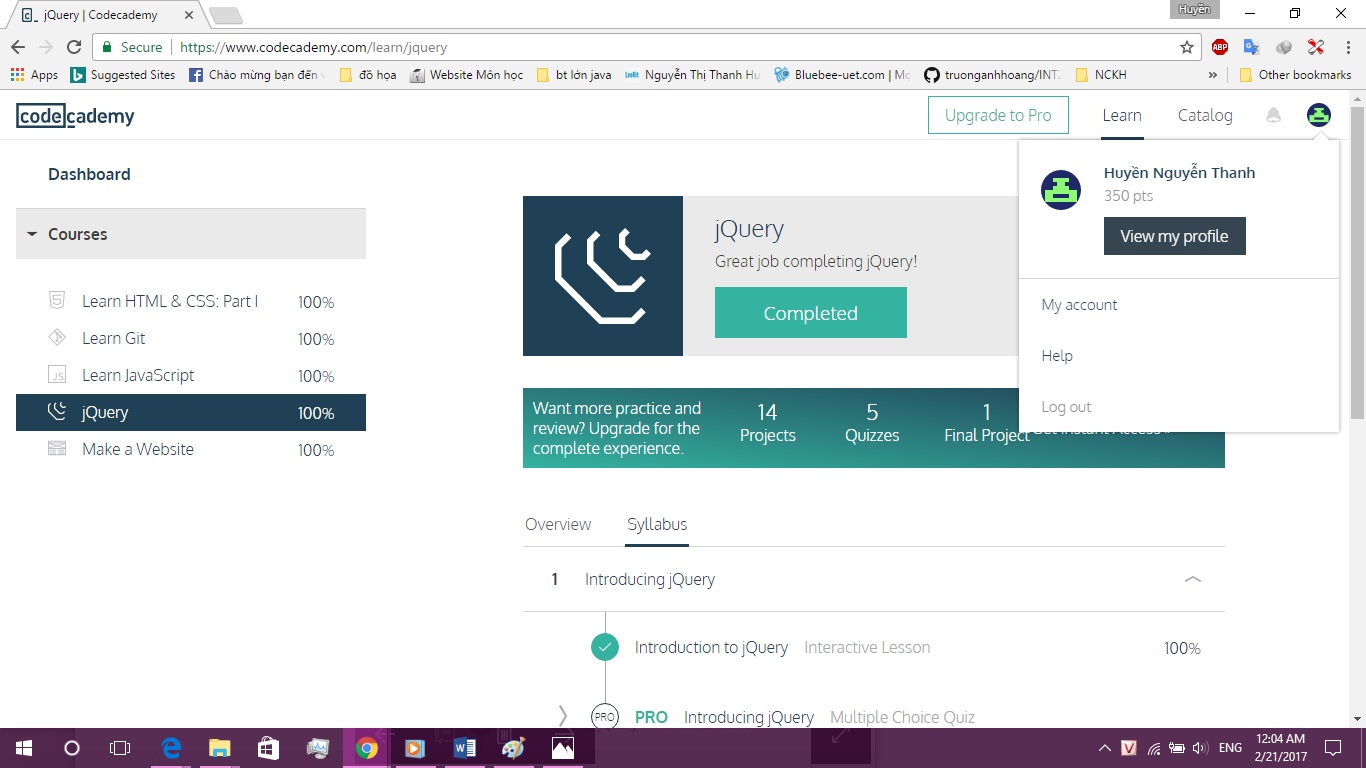 jQuery | Codecademy
Huyền
Secure https://www.codecademy.com/learn/jquery
ABP
Apps Suggested Sites Chào mừng bạn đến đồ họa Website Môn học bt lớn java Nguyễn Thị Thanh Hu Bluebee-uet.com | Mọ truonganhhoang/INT NCKH » Other bookmarks
codecademy Upgrade to Pro Learn Catalog
Dashboard
Courses
Learn HTML & CSS: Part I 100%
Learn Git 100%
JS Learn JavaScript 100%
jQuery 100%
Make a Website 100%
jQuery
Great job completing jQuery!
Completed
Huyền Nguyễn Thanh
350 pts
View my profile
My account
Help
Log out
Want more practice and
review? Upgrade for the
complete experience.
14
Projects
5
Quizzes
1
Final Project
Get Instant Access
Overview Syllabus
1 Introducing jQuery
Introduction to jQuery Interactive Lesson 100%
PRO PRO Introducing jQuery Multiple Choice Quiz
ENG
12:04 AM
2/21/2017